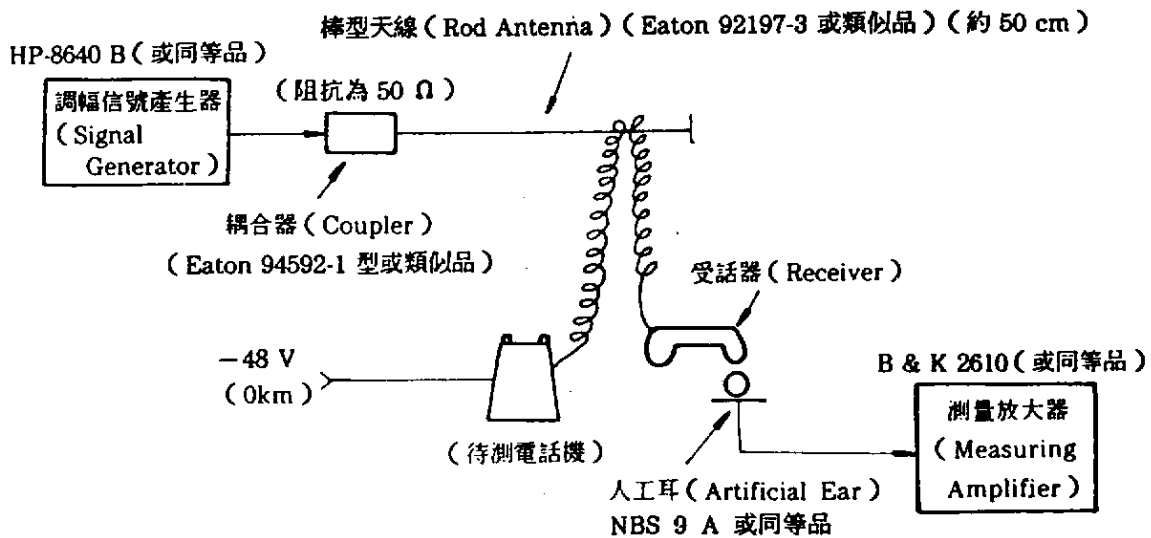 棒型天線（Rod Antenna）（Eaton 92197-3 或類似品）（約 50 cm）
HP-8640 B（或同等品）
調幅信號產生器
（Signal
Generator）
（阻抗為 50 Ω）
耦合器（Coupler）
（Eaton 94592-1 型或類似品）
受話器（Receiver）
－48 V
（0km）
（待測電話機）
B & K 2610（或同等品）
測量放大器
（Measuring
Amplifier）
人工耳（Artificial Ear）
NBS 9 A 或同等品